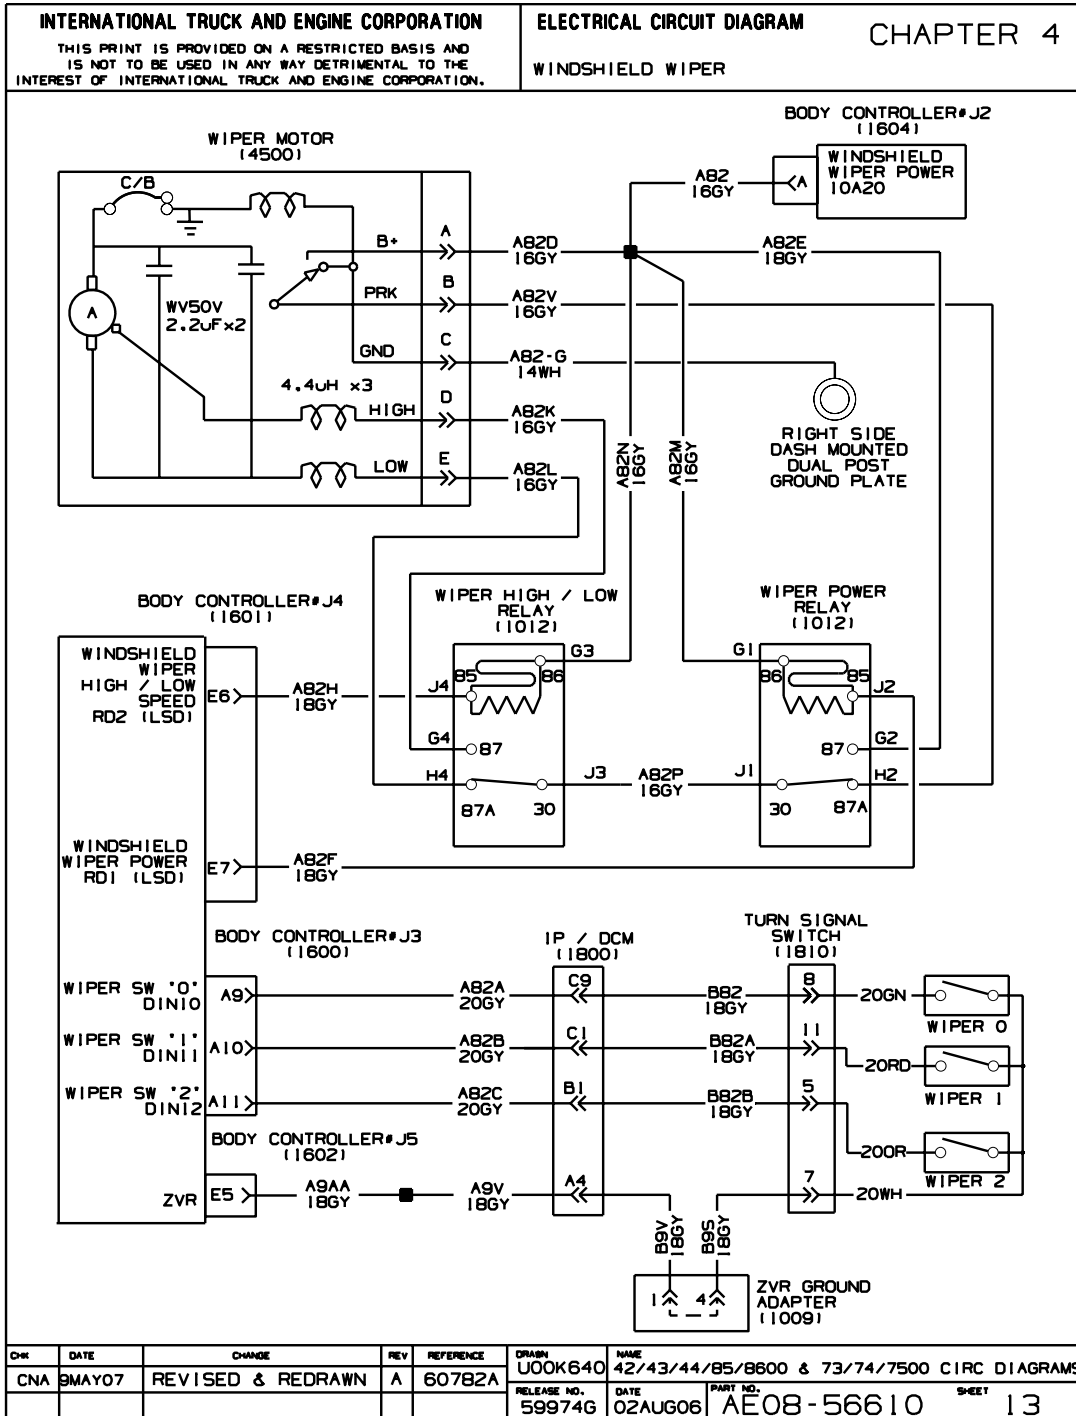 INTERNATIONAL TRUCK AND ENGINE CORPORATION
THIS PRINT IS PROVIDED ON A RESTRICTED BASIS AND
IS NOT TO BE USED IN ANY WAY DETRIMENTAL TO THE
INTEREST OF INTERNATIONAL TRUCK AND ENGINE CORPORATION.
ELECTRICAL CIRCUIT DIAGRAM
WINDSHIELD WIPER
CHAPTER 4
BODY CONTROLLER#J2
(1604)
WINDSHIELD
WIPER POWER
10A20
A
A82
16GY
WIPER MOTOR
(4500)
C/B
B+
A
A82D
16GY
A82E
18GY
PRK
B
A82V
16GY
WV50V
2.2uFx2
A
GND
C
A82-G
14WH
4.4uH x3
HIGH
D
A82K
16GY
LOW
E
A82L
16GY
A82N
16GY
A82M
16GY
RIGHT SIDE
DASH MOUNTED
DUAL POST
GROUND PLATE
BODY CONTROLLER#J4
(1601)
WIPER HIGH / LOW
RELAY
(1012)
WIPER POWER
RELAY
(1012)
WINDSHIELD
WIPER
HIGH / LOW
SPEED
RD2 (LSD)
E6
A82H
18GY
J4
85
86
G3
G4
87
H4
87A
30
J3
A82P
16GY
J1
G1
86
85
J2
87
G2
30
87A
H2
WINDSHIELD
WIPER POWER
RD1 (LSD)
E7
A82F
18GY
BODY CONTROLLER#J3
(1600)
IP / DCM
(1800)
TURN SIGNAL
SWITCH
(1810)
WIPER SW "0"
DIN10
A9
A82A
20GY
C9
B82
18GY
8
20GN
WIPER 0
WIPER SW "1"
DIN11
A10
A82B
20GY
C1
B82A
18GY
11
20RD
WIPER 1
WIPER SW "2"
DIN12
A11
A82C
20GY
B1
B82B
18GY
5
20OR
WIPER 2
BODY CONTROLLER#J5
(1602)
ZVR
E5
A9AA
18GY
A9V
18GY
A4
7
20WH
B9V
18GY
B9S
18GY
1
4
ZVR GROUND
ADAPTER
(1009)
CHK DATE CHANGE REV REFERENCE
CNA 9MAY07 REVISED & REDRAWN A 60782A
DRAWN
U00K640
NAME
42/43/44/85/8600 & 73/74/7500 CIRC DIAGRAMS
RELEASE NO.
59974G
DATE
02AUG06
PART NO.
AE08-56610
SHEET
13